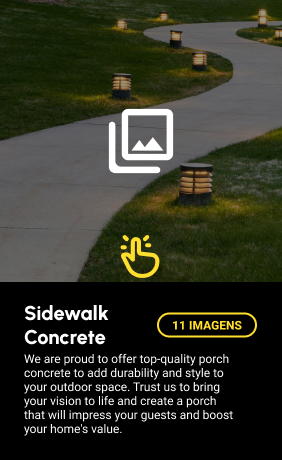 Sidewalk
Concrete
11 IMAGENS
We are proud to offer top-quality porch
concrete to add durability and style to
your outdoor space. Trust us to bring
your vision to life and create a porch
that will impress your guests and boost
your home's value.